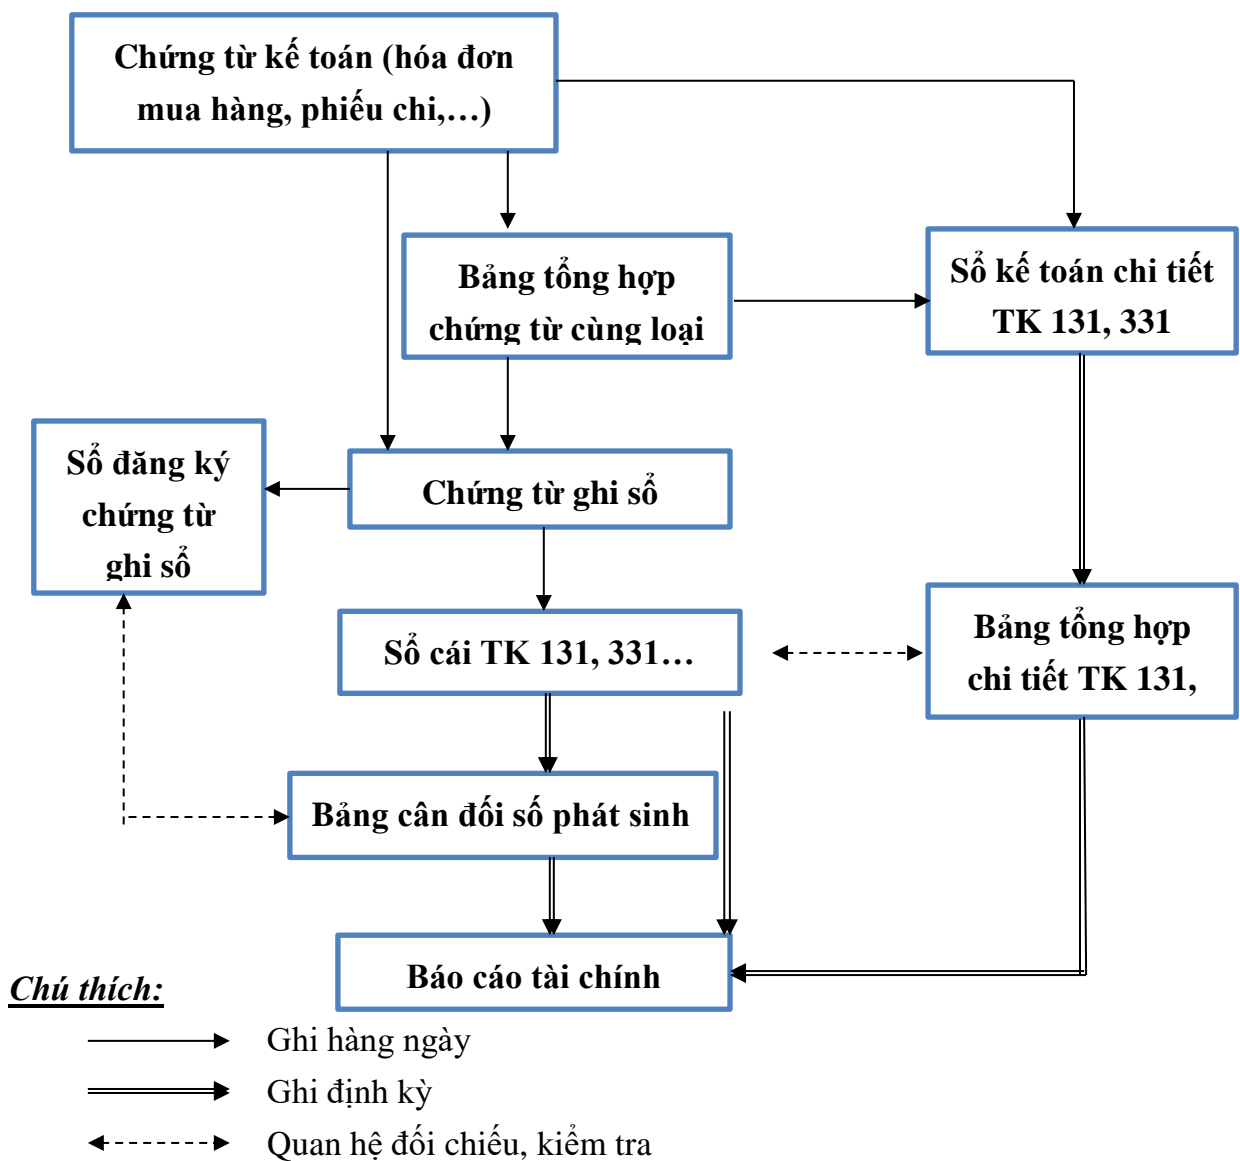 Chứng từ kế toán (hóa đơn
mua hàng, phiếu chi,…)
Bảng tổng hợp
chứng từ cùng loại
Sổ kế toán chi tiết
TK 131, 331
Sổ đăng ký
chứng từ
ghi sổ
Chứng từ ghi sổ
Sổ cái TK 131, 331…
Bảng tổng hợp
chi tiết TK 131,
Bảng cân đối số phát sinh
Báo cáo tài chính
Chú thích:
Ghi hàng ngày
Ghi định kỳ
Quan hệ đối chiếu, kiểm tra